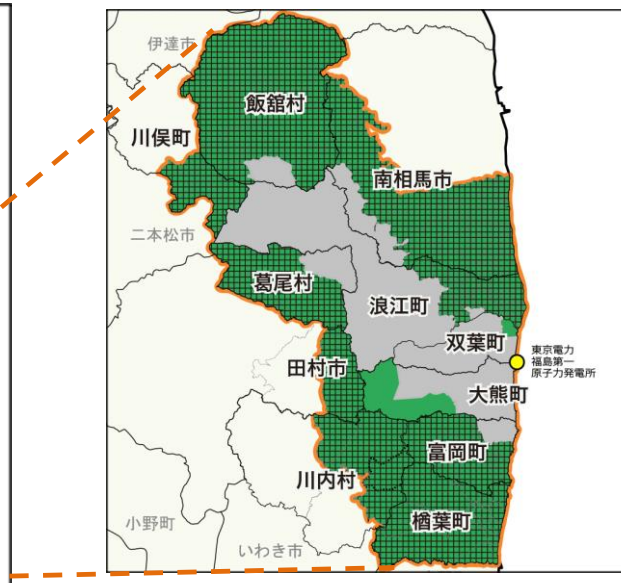 伊達市
飯舘村
川俣町
南相馬市
二本松市
葛尾村
浪江町
双葉町
東京電力
福島第一
原子力発電所
田村市
大熊町
富岡町
川内村
楢葉町
小野町
いわき市